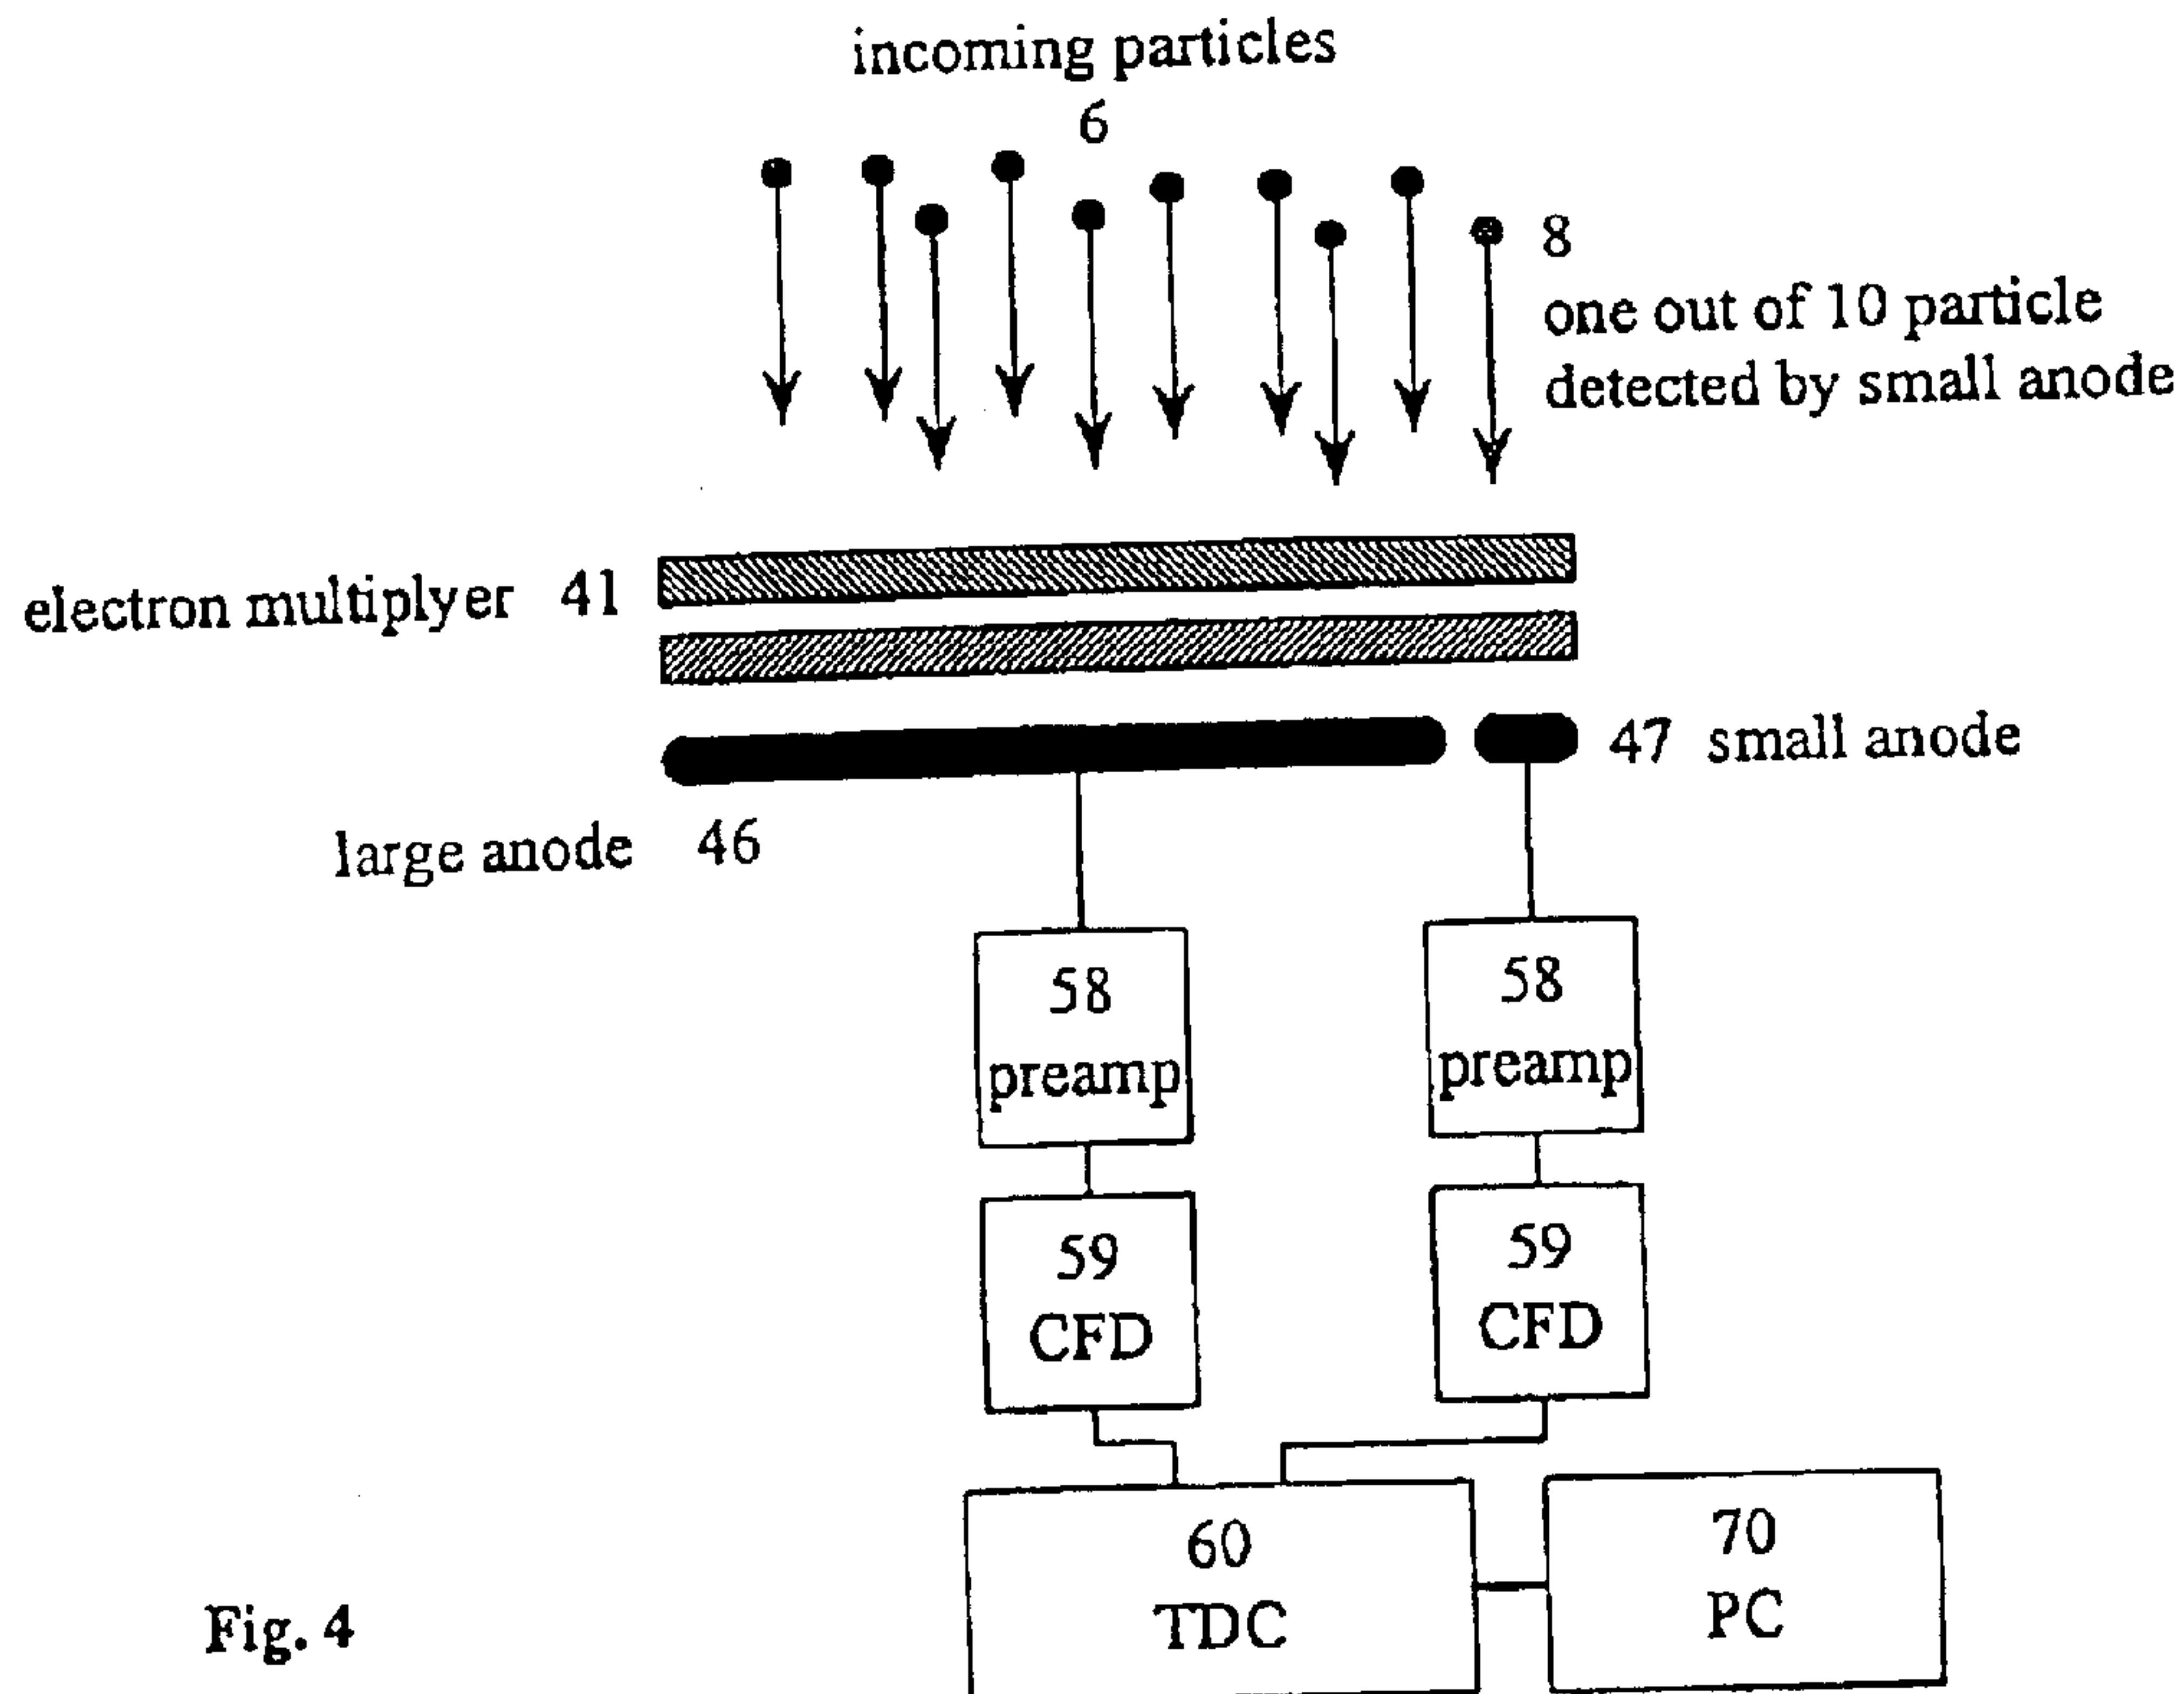 incoming particles
6
8
one out of 10 particle
detected by small anode
electron multiplyer 41
47 small anode
large anode 46
58
preamp
58
preamp
59
CFD
59
CFD
60
TDC
70
PC
Fig. 4